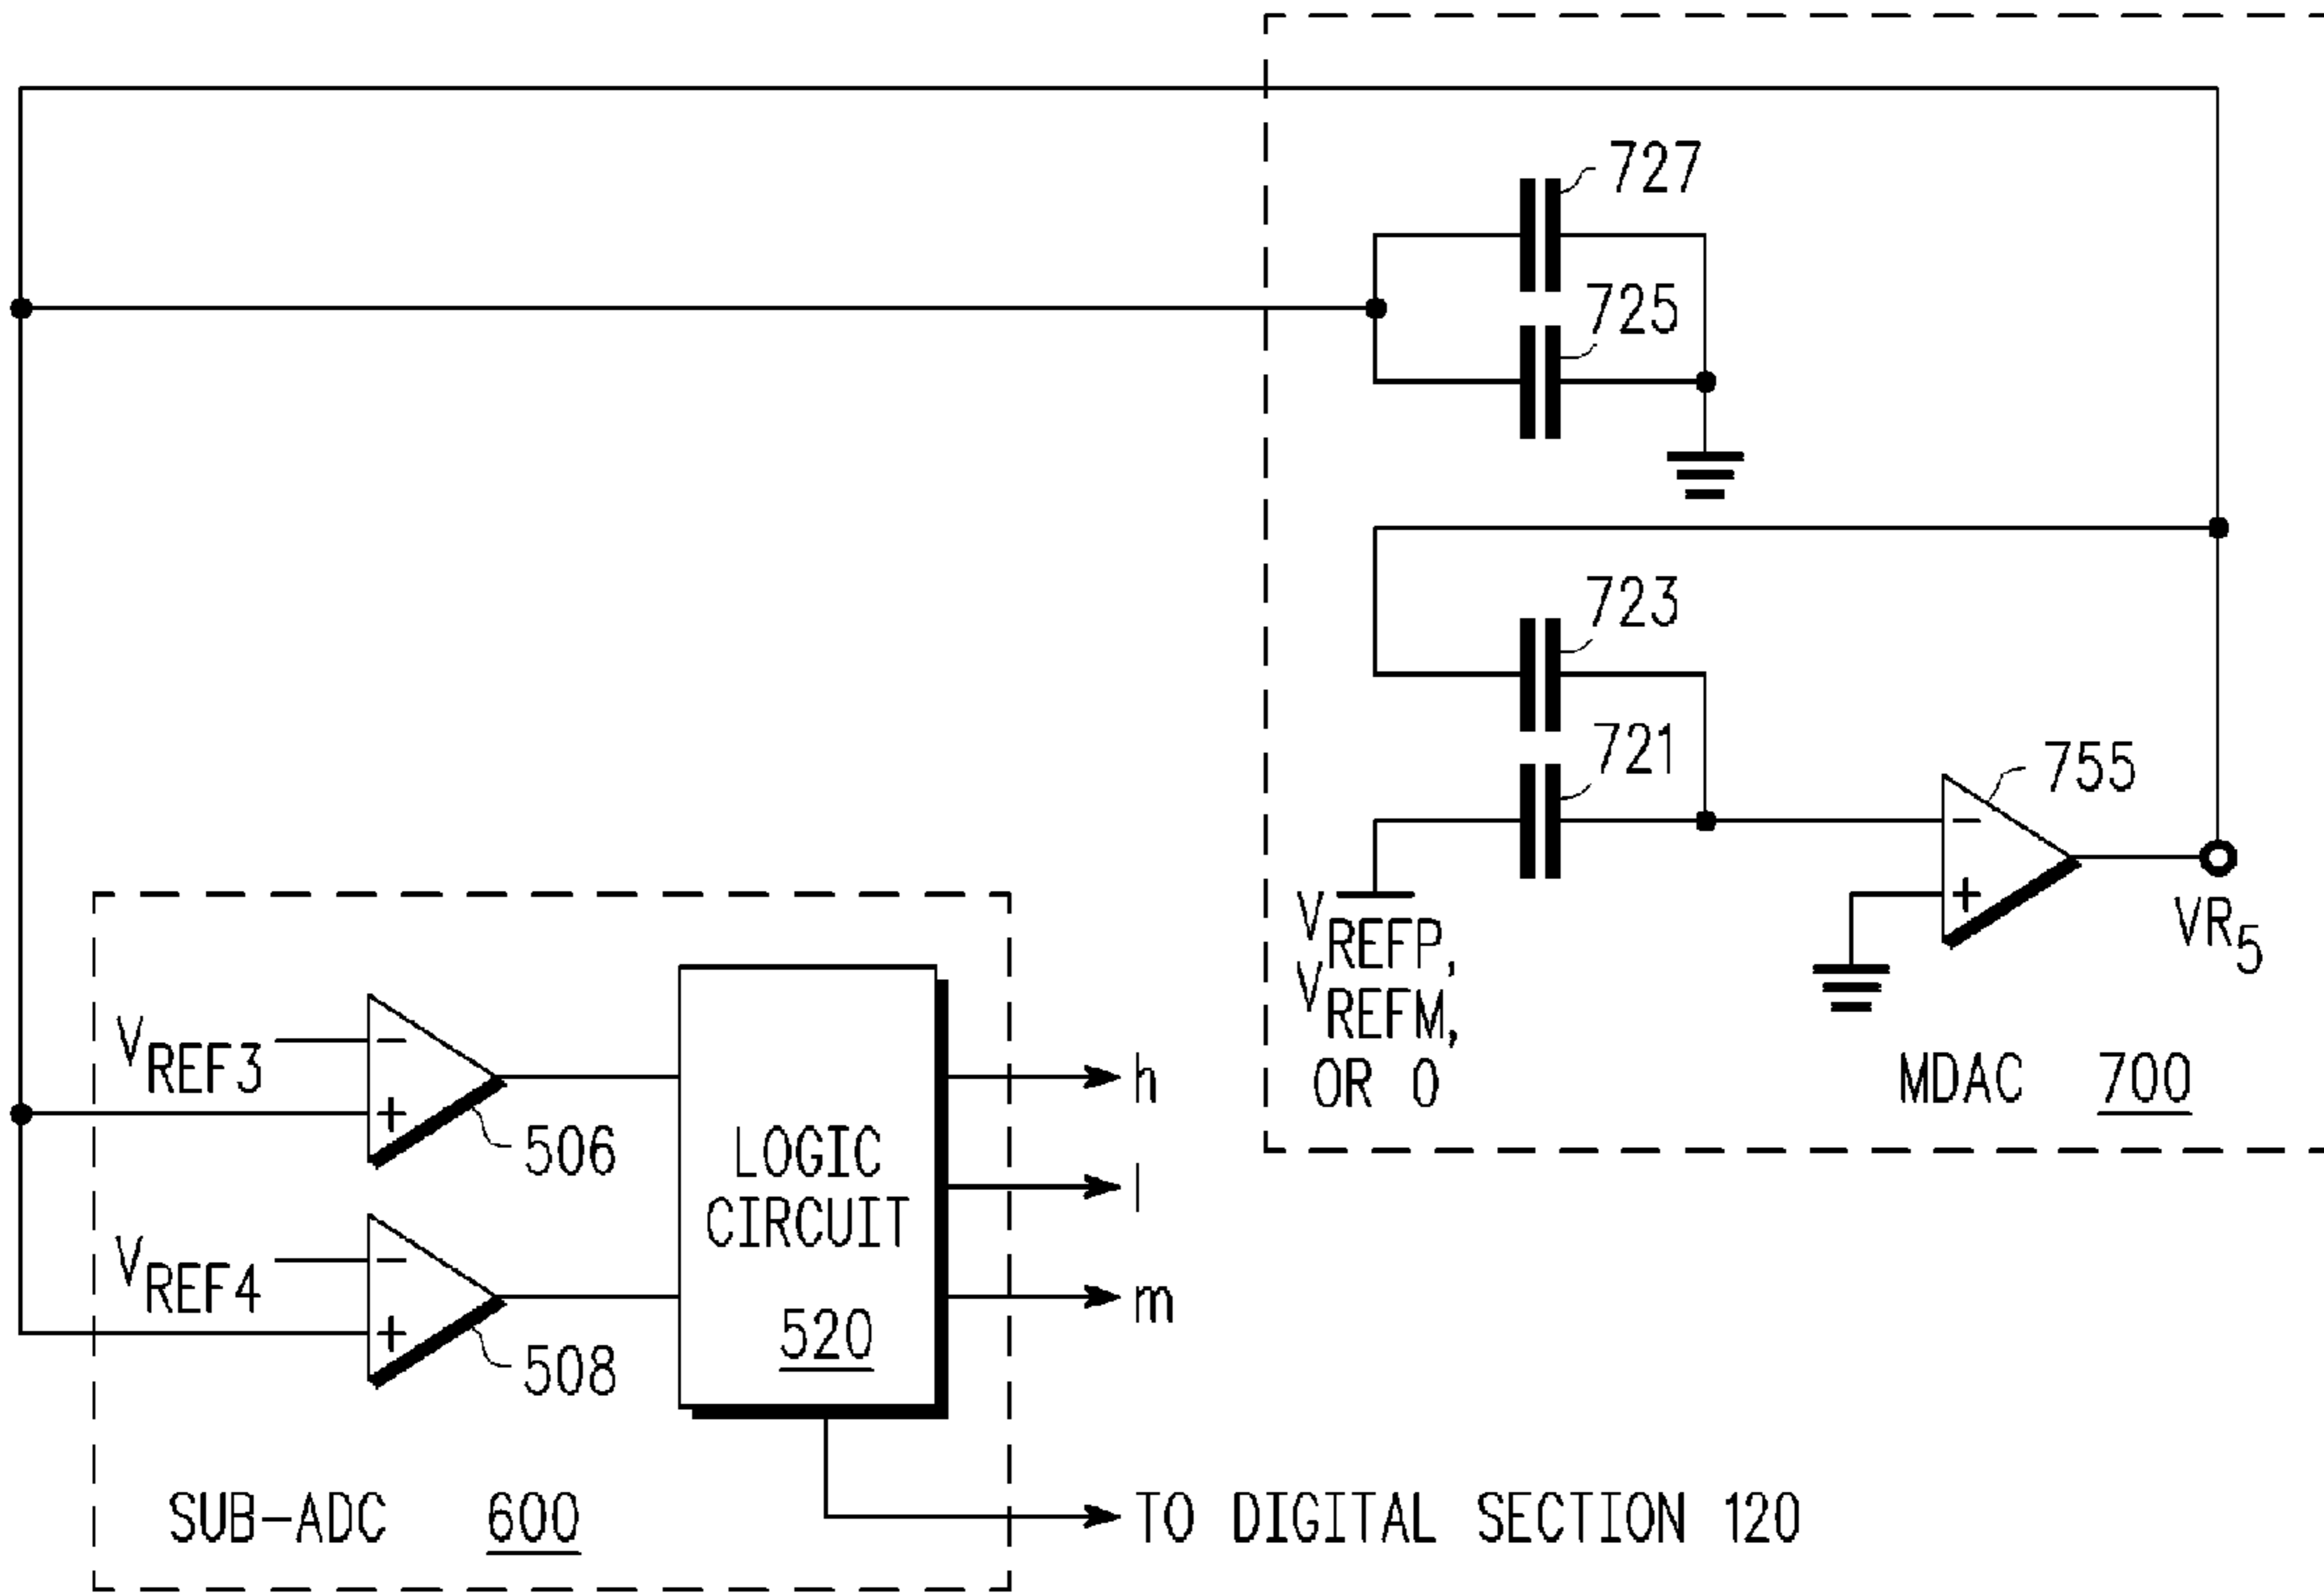 727
725
723
721
755
−
+
VR5
VREFP,
VREFM,
OR 0
MDAC 700
VREF3
−
+
506
VREF4
−
+
508
LOGIC
CIRCUIT
520
h
l
m
SUB-ADC 600
TO DIGITAL SECTION 120